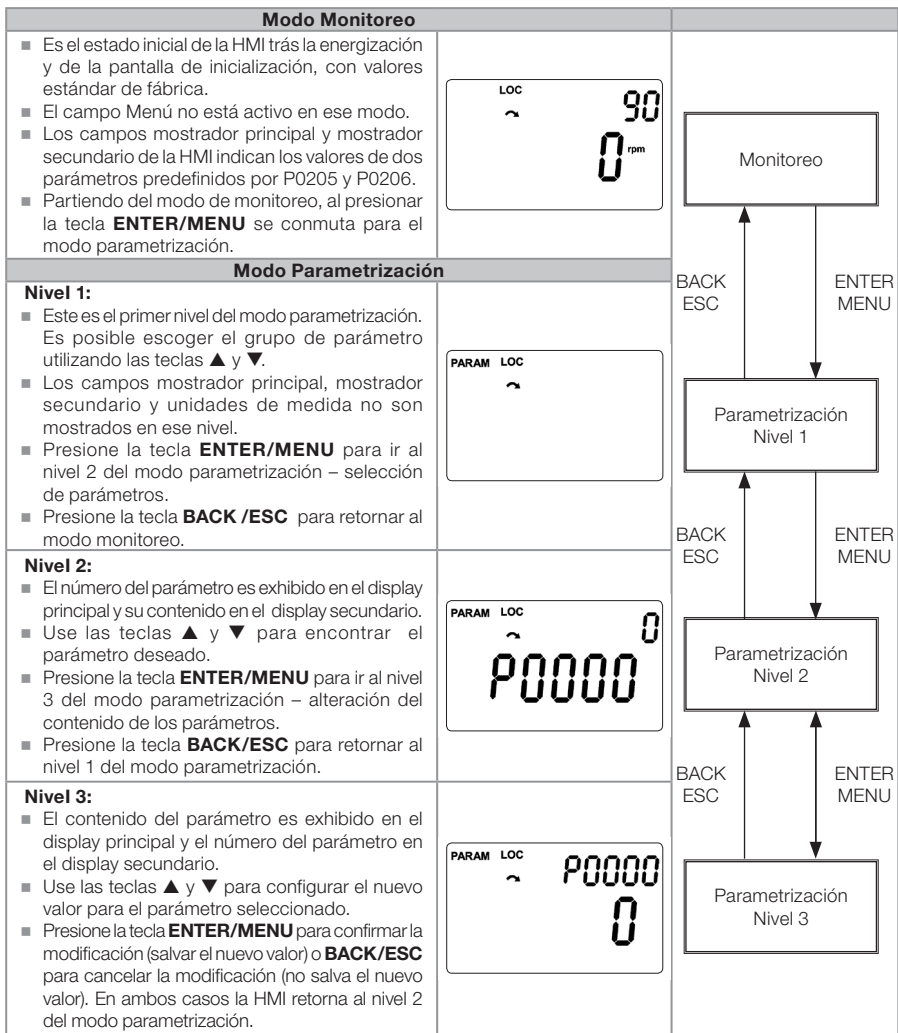 Modo Monitoreo
■ Es el estado inicial de la HMI trás la energización
y de la pantalla de inicialización, con valores
estándar de fábrica.
■ El campo Menú no está activo en ese modo.
■ Los campos mostrador principal y mostrador
secundario de la HMI indican los valores de dos
parámetros predefinidos por P0205 y P0206.
■ Partiendo del modo de monitoreo, al presionar
la tecla ENTER/MENU se conmuta para el
modo parametrización.
LOC
90
0 rpm
Modo Parametrización
Nivel 1:
■ Este es el primer nivel del modo parametrización.
Es posible escoger el grupo de parámetro
utilizando las teclas ▲ y ▼.
■ Los campos mostrador principal, mostrador
secundario y unidades de medida no son
mostrados en ese nivel.
■ Presione la tecla ENTER/MENU para ir al
nivel 2 del modo parametrización – selección
de parámetros.
■ Presione la tecla BACK /ESC para retornar al
modo monitoreo.
PARAM LOC
Nivel 2:
■ El número del parámetro es exhibido en el display
principal y su contenido en el display secundario.
■ Use las teclas ▲ y ▼ para encontrar el
parámetro deseado.
■ Presione la tecla ENTER/MENU para ir al nivel
3 del modo parametrización – alteración del
contenido de los parámetros.
■ Presione la tecla BACK/ESC para retornar al
nivel 1 del modo parametrización.
PARAM LOC
0
P0000
Nivel 3:
■ El contenido del parámetro es exhibido en el
display principal y el número del parámetro en
el display secundario.
■ Use las teclas ▲ y ▼ para configurar el nuevo
valor para el parámetro seleccionado.
■ Presione la tecla ENTER/MENU para confirmar la
modificación (salvar el nuevo valor) o BACK/ESC
para cancelar la modificación (no salva el nuevo
valor). En ambos casos la HMI retorna al nivel 2
del modo parametrización.
PARAM LOC
P0000
0
Monitoreo
BACK
ESC
ENTER
MENU
Parametrización
Nivel 1
BACK
ESC
ENTER
MENU
Parametrización
Nivel 2
BACK
ESC
ENTER
MENU
Parametrización
Nivel 3